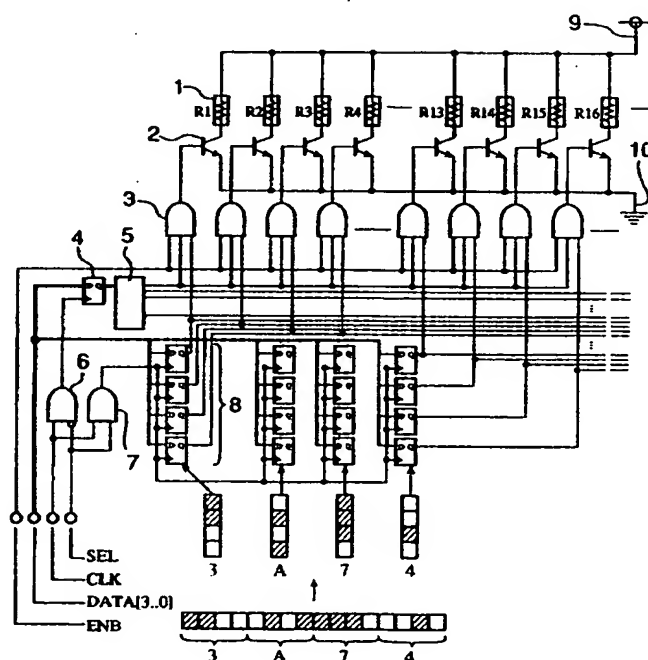 9
1
R1 R2 R3 R4 R13 R14 R15 R16
2
10
3
4 5
6
8
7
SEL
CLK
DATA[3..0]
ENB
3 A 7 4
3 A 7 4